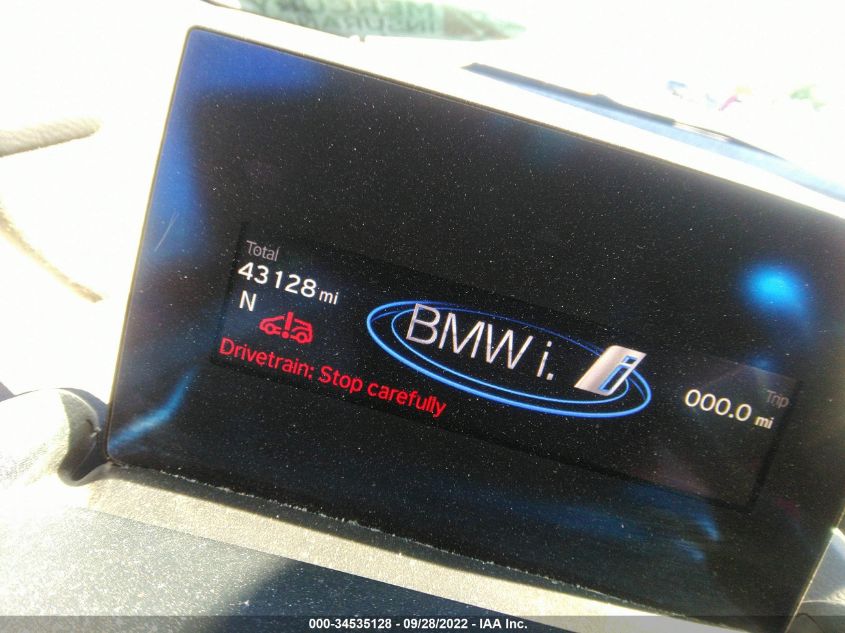 Total
43128 mi
N
Drivetrain: Stop carefully
BMW i.
i
Trip
000.0 mi
000-34535128 - 09/28/2022 - IAA Inc.